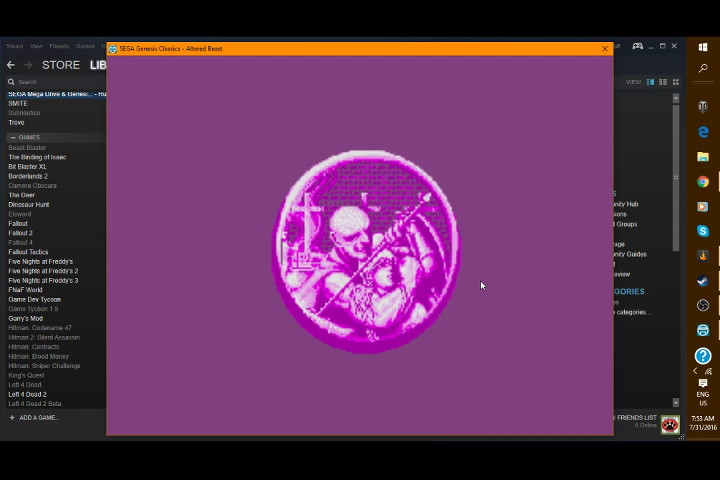 Steam View Friends Games
SEGA Genesis Classics - Altered Beast
STORE LIB
Search
VIEW
SEGA Mega Drive & Genesi... - Ru
SMITE
Subnautica
Trove
GAMES
Beast Blaster
The Binding of Isaac
Bit Blaster XL
Borderlands 2
Camera Obscura
The Deer
Dinosaur Hunt
Elsword
Fallout
Fallout 2
Fallout 4
Fallout Tactics
Five Nights at Freddy's
Five Nights at Freddy's 2
Five Nights at Freddy's 3
FNaF World
Game Dev Tycoon
Game Tycoon 1.5
Garry's Mod
Hitman: Codename 47
Hitman 2: Silent Assassin
Hitman: Contracts
Hitman: Blood Money
Hitman: Sniper Challenge
King's Quest
Left 4 Dead
Left 4 Dead 2
Left 4 Dead 2 Beta
ADD A GAME...
S
unity Hub
sions
l Groups
page
unity Guides
eview
EGORIES
e categories...
FRIENDS LIST
0 Online
ENG
US
7:53 AM
7/31/2016